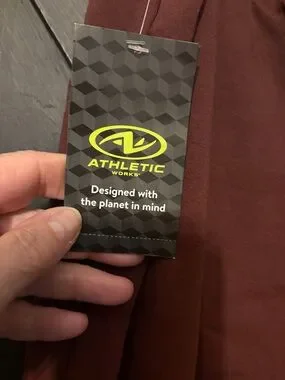 ATHLETIC
WORKS®
Designed with
the planet in mind